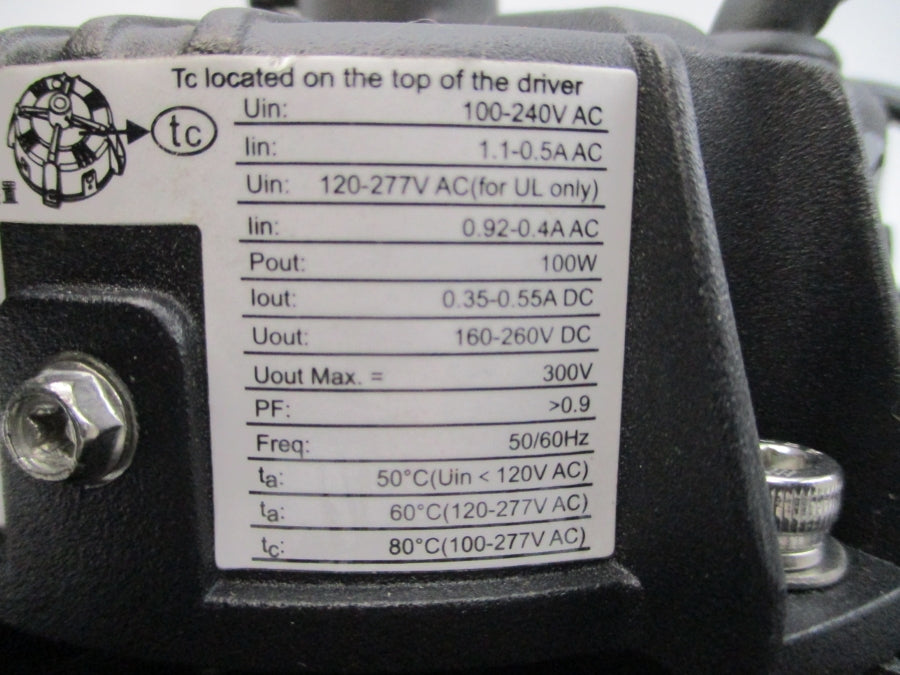 Tc located on the top of the driver
tc
Uin: 100-240V AC
Iin: 1.1-0.5A AC
Uin: 120-277V AC(for UL only)
Iin: 0.92-0.4A AC
Pout: 100W
Iout: 0.35-0.55A DC
Uout: 160-260V DC
Uout Max. = 300V
PF: >0.9
Freq: 50/60Hz
ta: 50°C(Uin < 120V AC)
ta: 60°C(120-277V AC)
tc: 80°C(100-277V AC)